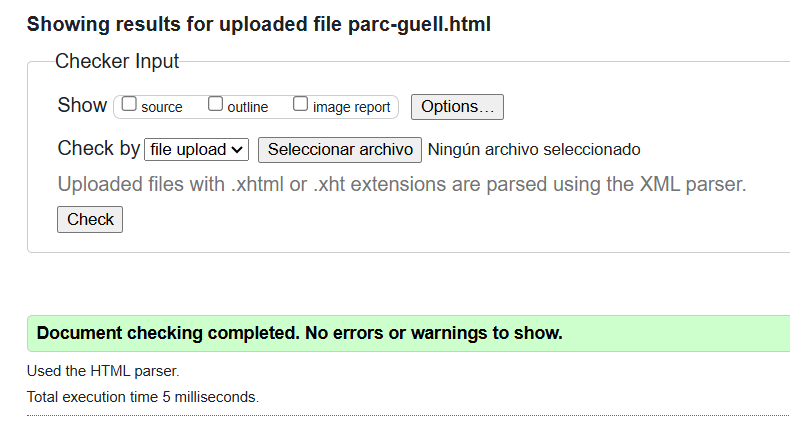 Showing results for uploaded file parc-guell.html
Checker Input
Show source outline image report Options...
Check by file upload Seleccionar archivo Ningún archivo seleccionado
Uploaded files with .xhtml or .xht extensions are parsed using the XML parser.
Check
Document checking completed. No errors or warnings to show.
Used the HTML parser.
Total execution time 5 milliseconds.